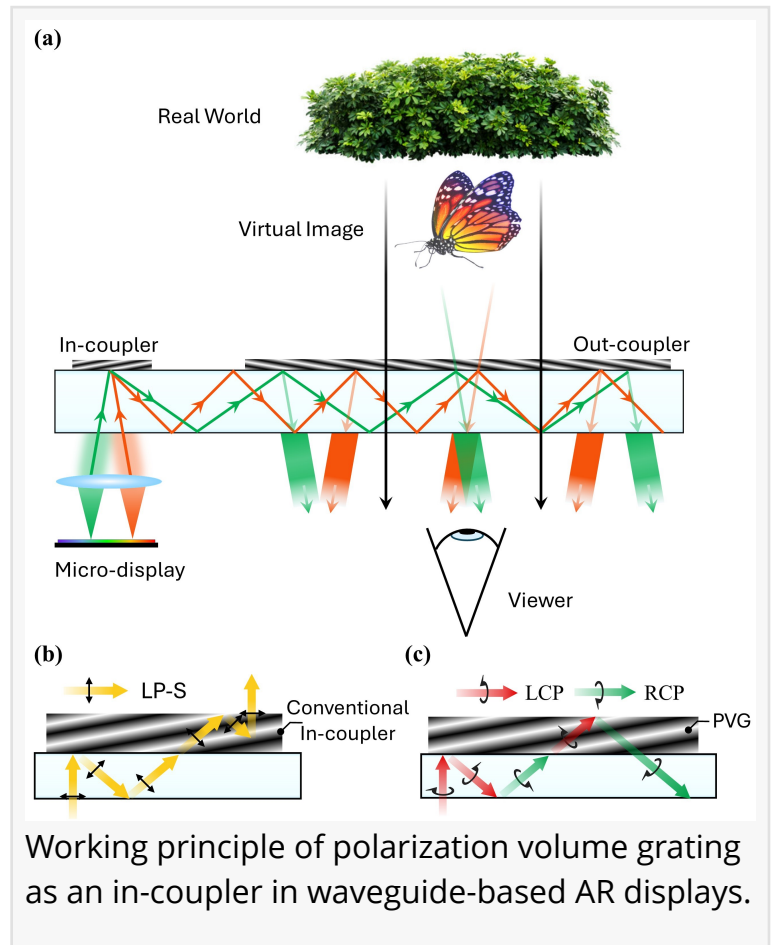 (a)
Real World
Virtual Image
In-coupler
Out-coupler
Micro-display
Viewer
(b)
LP-S
Conventional
In-coupler
(c)
LCP
RCP
PVG
Working principle of polarization volume grating
as an in-coupler in waveguide-based AR displays.